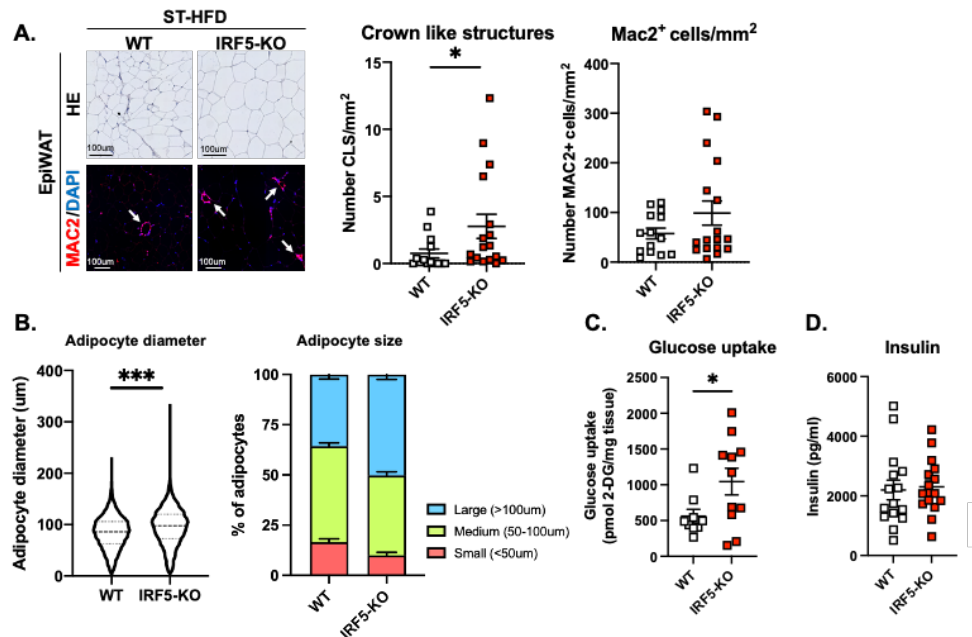 A.
ST-HFD
WT
IRF5-KO
EpiWAT
HE
MAC2/DAPI
100um
100um
100um
100um
Crown like structures
*
Number CLS/mm²
15
10
5
0
WT
IRF5-KO
Mac2⁺ cells/mm²
Number MAC2+ cells/mm²
400
300
200
100
0
WT
IRF5-KO
B.
Adipocyte diameter
***
Adipocyte diameter (um)
400
300
200
100
0
WT
IRF5-KO
Adipocyte size
% of adipocytes
100
50
0
WT
IRF5-KO
Large (>100um)
Medium (50-100um)
Small (<50um)
C.
Glucose uptake
*
Glucose uptake
(pmol 2-DG/mg tissue)
2500
2000
1500
1000
500
0
WT
IRF5-KO
D.
Insulin
Insulin (pg/ml)
6000
4000
2000
0
WT
IRF5-KO